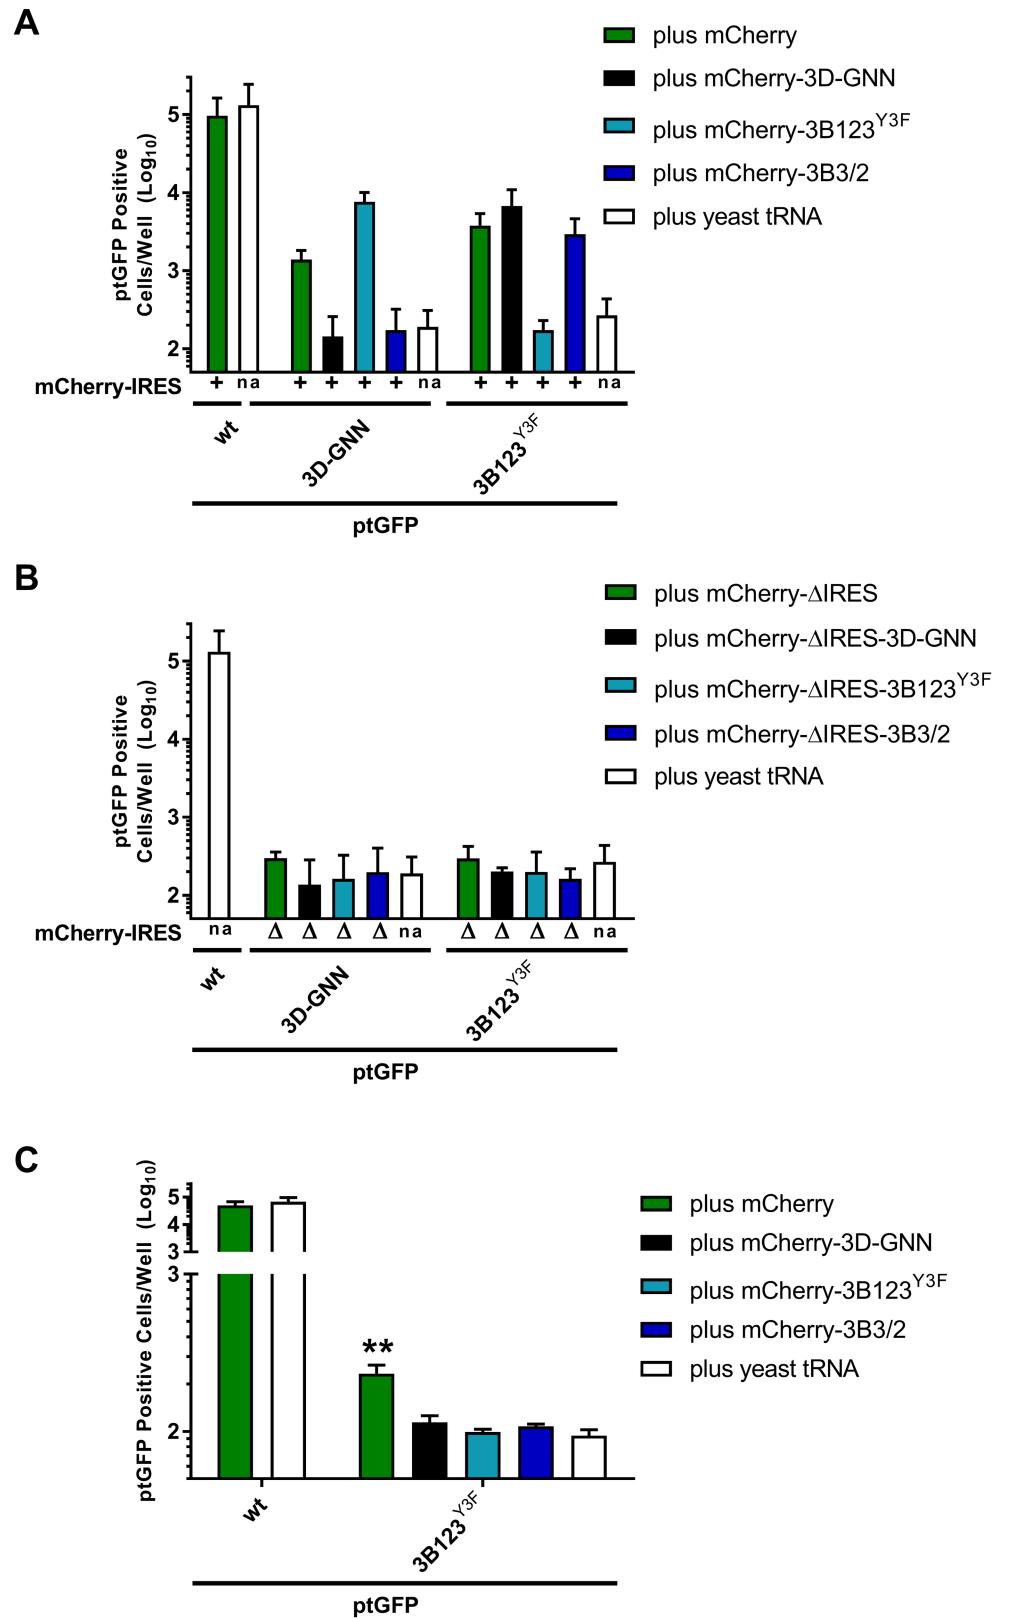 A
plus mCherry
plus mCherry-3D-GNN
plus mCherry-3B123Y3F
plus mCherry-3B3/2
plus yeast tRNA
ptGFP Positive
Cells/Well (Log10)
5
4
3
2
mCherry-IRES + na + + + + na + + + + na
wt
3D-GNN
3B123Y3F
ptGFP
B
plus mCherry-ΔIRES
plus mCherry-ΔIRES-3D-GNN
plus mCherry-ΔIRES-3B123Y3F
plus mCherry-ΔIRES-3B3/2
plus yeast tRNA
ptGFP Positive
Cells/Well (Log10)
5
4
3
2
mCherry-IRES na Δ Δ Δ Δ na Δ Δ Δ Δ na
wt
3D-GNN
3B123Y3F
ptGFP
C
plus mCherry
plus mCherry-3D-GNN
plus mCherry-3B123Y3F
plus mCherry-3B3/2
plus yeast tRNA
ptGFP Positive Cells/Well (Log10)
5
4
3
3
2
**
wt
3B123Y3F
ptGFP